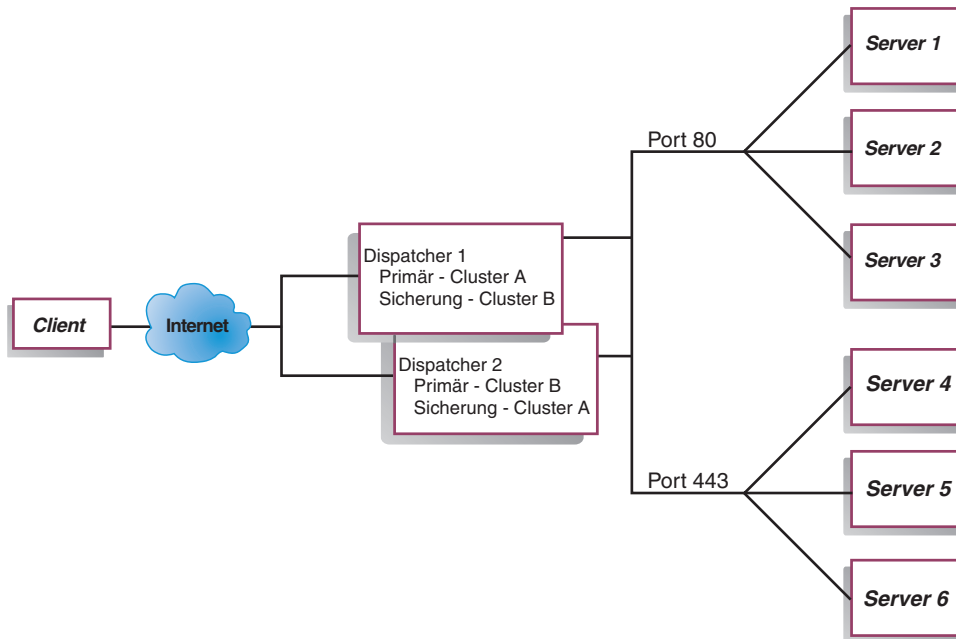 Client
Internet
Dispatcher 1
Primär - Cluster A
Sicherung - Cluster B
Dispatcher 2
Primär - Cluster B
Sicherung - Cluster A
Port 80
Server 1
Server 2
Server 3
Port 443
Server 4
Server 5
Server 6